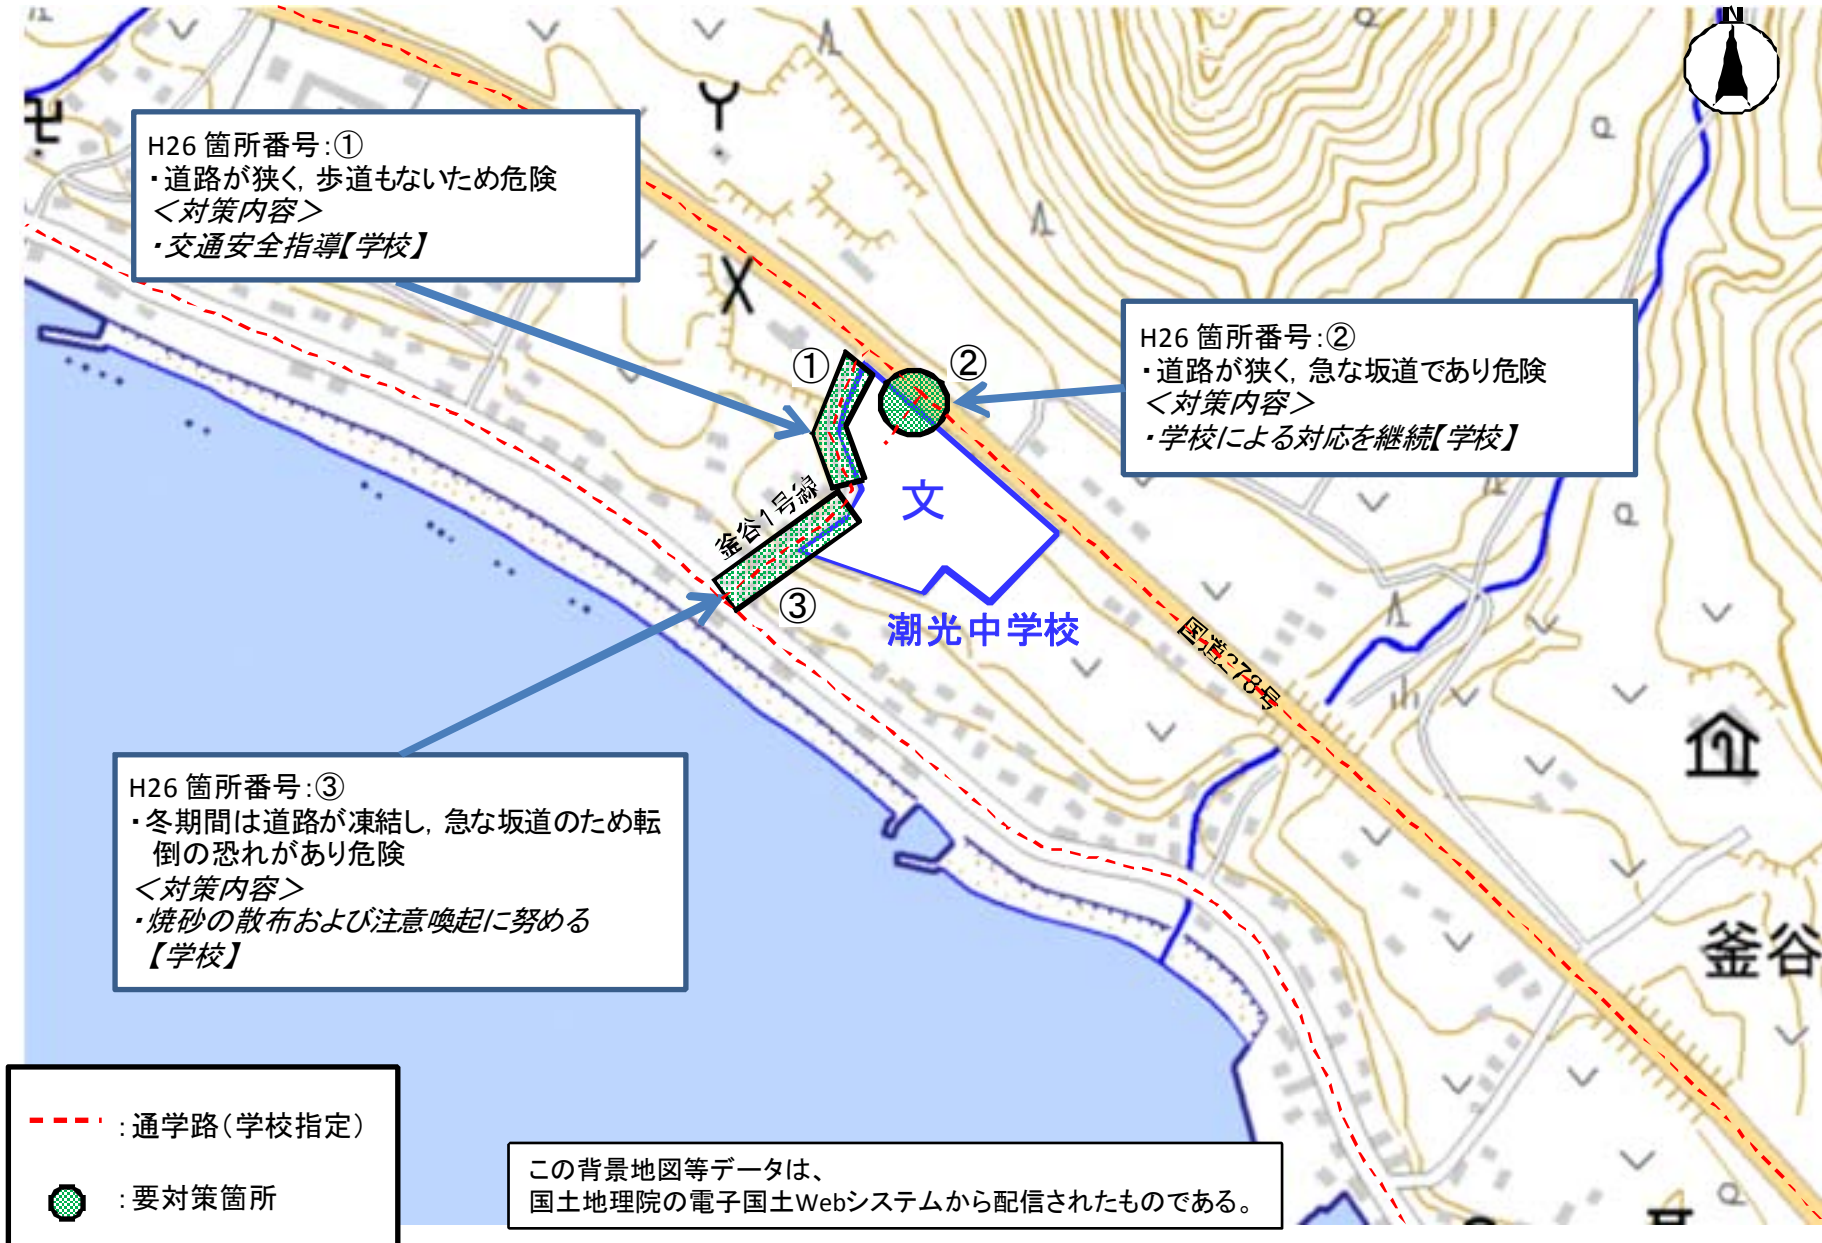 N
H26 箇所番号:①
・道路が狭く, 歩道もないため危険
＜対策内容＞
・交通安全指導【学校】
H26 箇所番号:②
・道路が狭く, 急な坂道であり危険
＜対策内容＞
・学校による対応を継続【学校】
①
②
文
釜谷1号線
③
潮光中学校
国道278号
H26 箇所番号:③
・冬期間は道路が凍結し, 急な坂道のため転
倒の恐れがあり危険
＜対策内容＞
・焼砂の散布および注意喚起に努める
【学校】
釜谷
:通学路(学校指定)
:要対策箇所
この背景地図等データは、
国土地理院の電子国土Webシステムから配信されたものである。